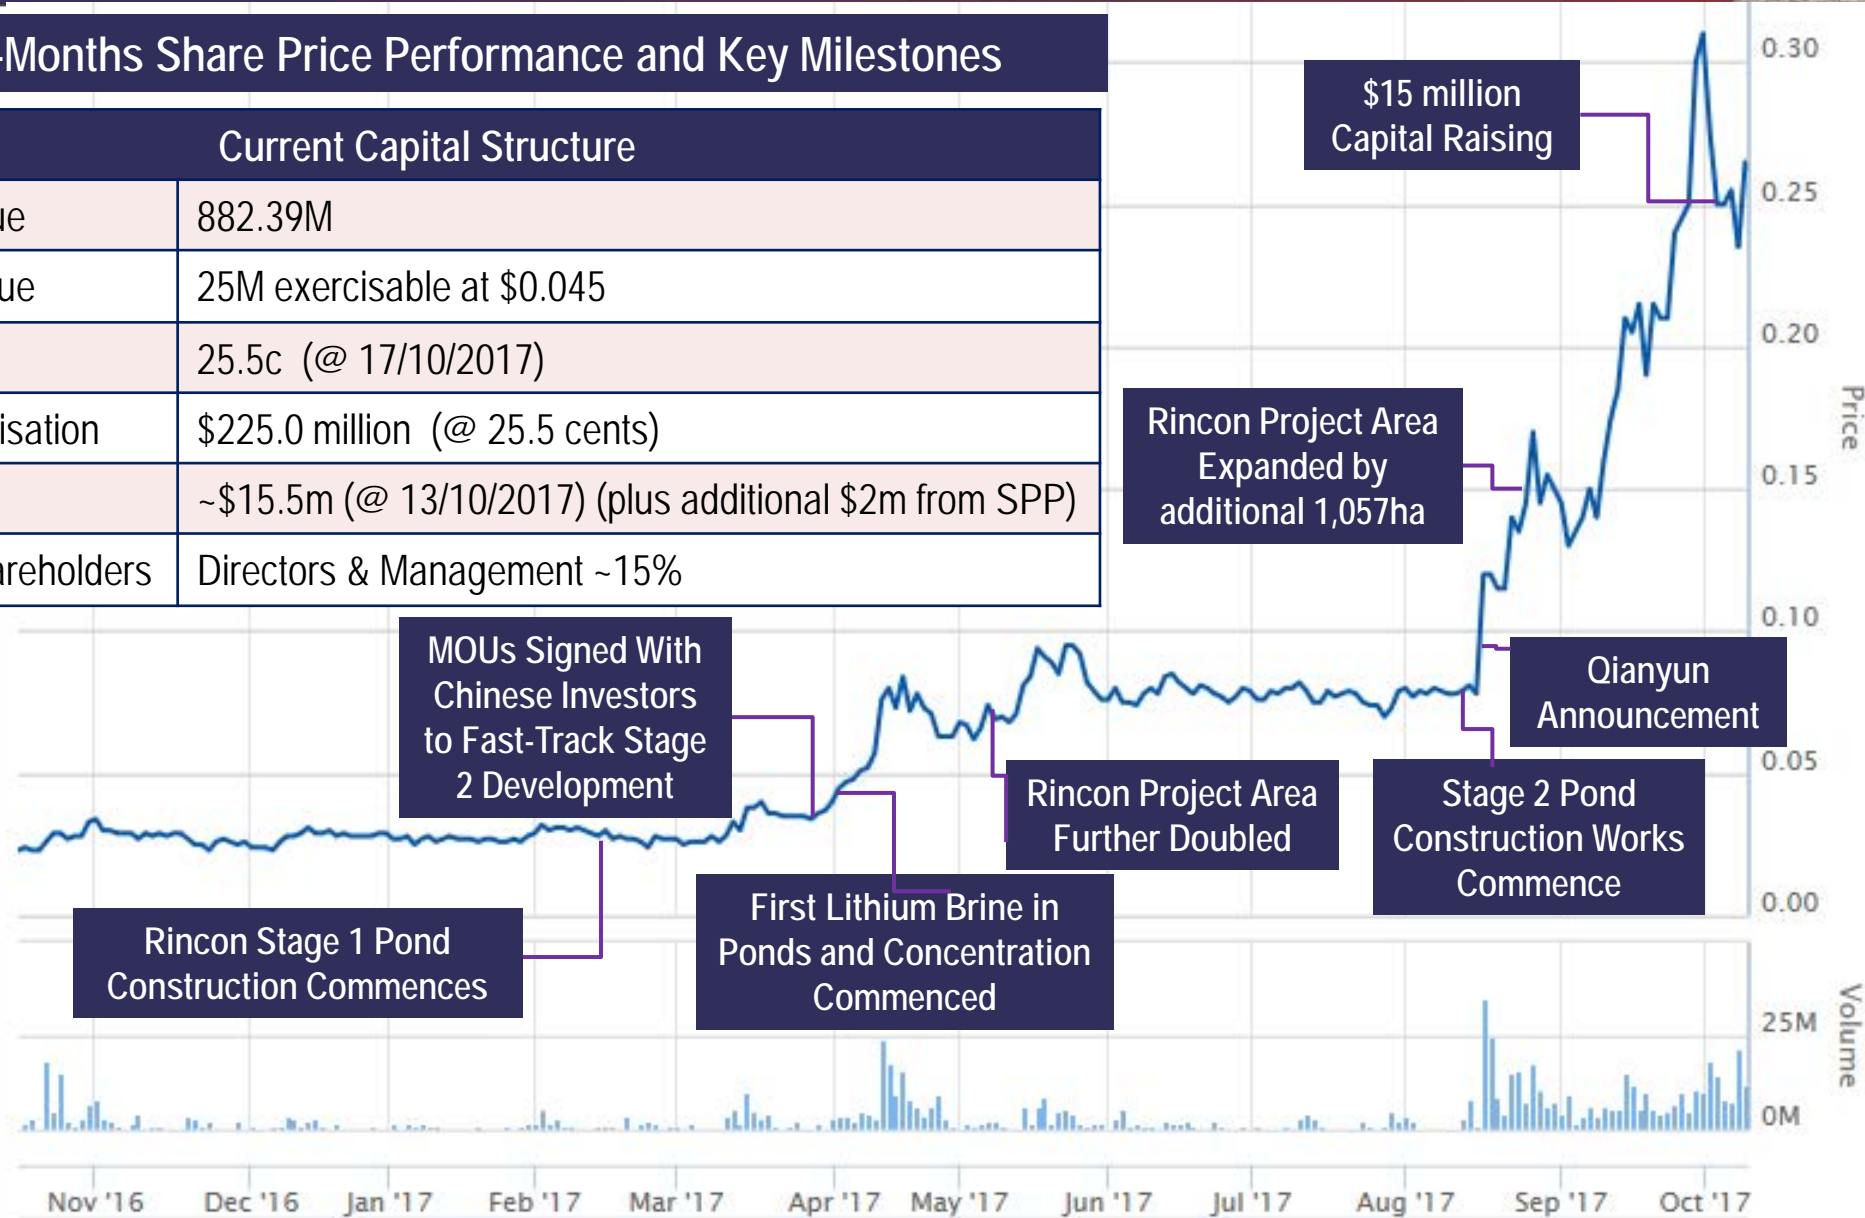 -Months Share Price Performance and Key Milestones
Current Capital Structure
ue 882.39M
ue 25M exercisable at $0.045
25.5c (@ 17/10/2017)
isation $225.0 million (@ 25.5 cents)
~$15.5m (@ 13/10/2017) (plus additional $2m from SPP)
areholders Directors & Management ~15%
$15 million
Capital Raising
Rincon Project Area
Expanded by
additional 1,057ha
MOUs Signed With
Chinese Investors
to Fast-Track Stage
2 Development
Qianyun
Announcement
Rincon Project Area
Further Doubled
Stage 2 Pond
Construction Works
Commence
First Lithium Brine in
Ponds and Concentration
Commenced
Rincon Stage 1 Pond
Construction Commences
0.30
0.25
0.20
0.15
0.10
0.05
0.00
Price
25M
0M
Volume
Nov '16 Dec '16 Jan '17 Feb '17 Mar '17 Apr '17 May '17 Jun '17 Jul '17 Aug '17 Sep '17 Oct '17